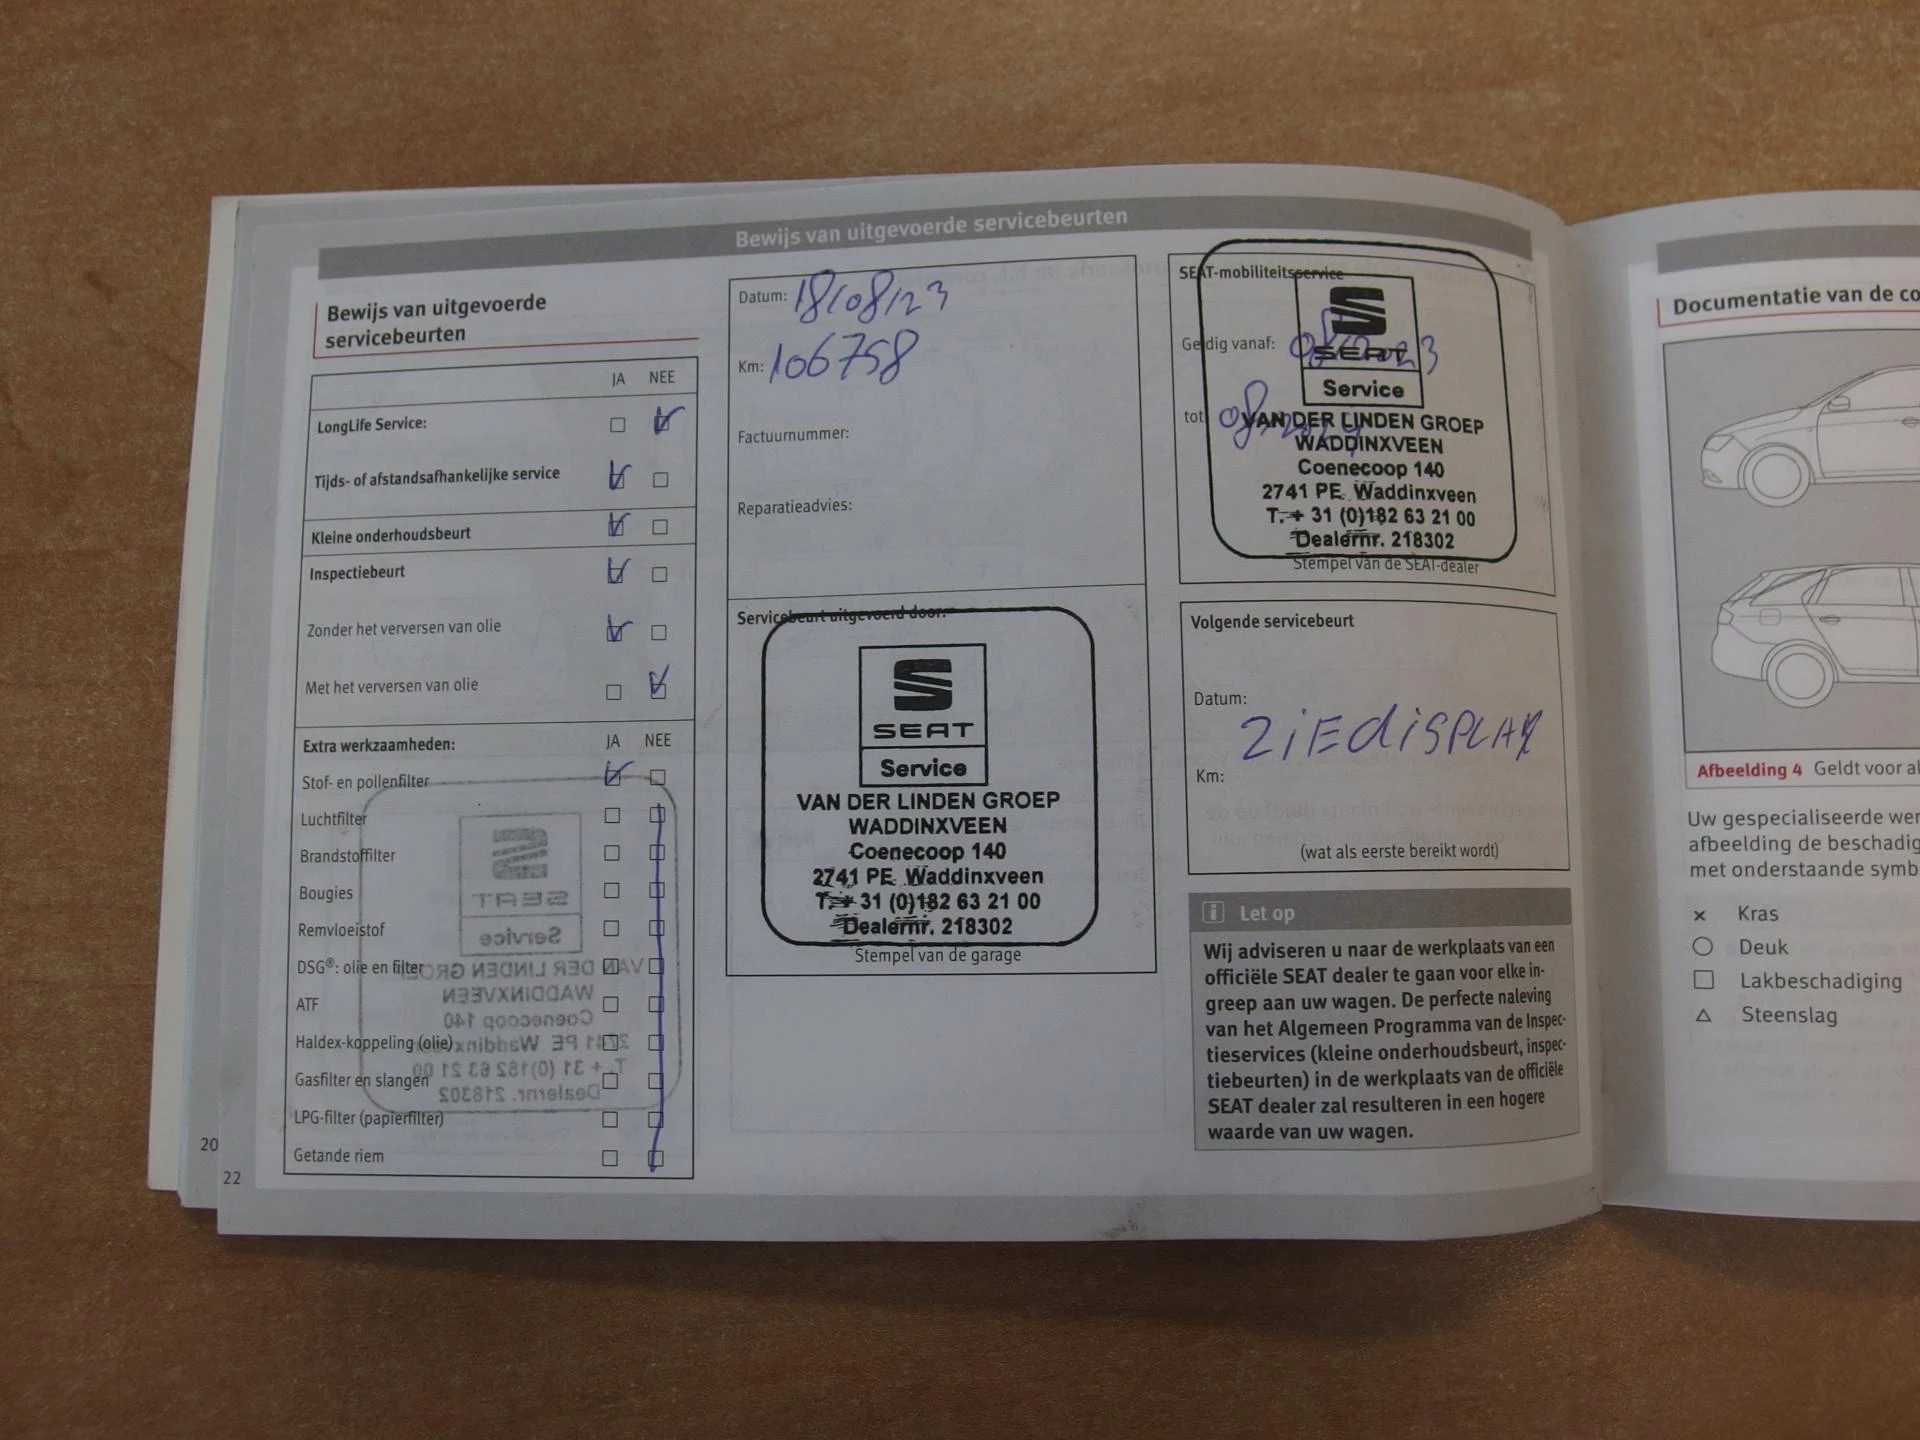 Bewijs van uitgevoerde servicebeurten
Bewijs van uitgevoerde
servicebeurten
JA NEE
LongLife Service:
Tijds- of afstandsafhankelijke service
Kleine onderhoudsbeurt
Inspectiebeurt
Zonder het verversen van olie
Met het verversen van olie
Extra werkzaamheden: JA NEE
Stof- en pollenfilter
Luchtfilter
Brandstoffilter
Bougies
Remvloeistof
DSG®: olie en filter
ATF
Haldex-koppeling (olie)
Gasfilter en slangen
LPG-filter (papierfilter)
Getande riem
20
22
Datum: 18/08/23
Km: 106758
Factuurnummer:
Reparatieadvies:
Servicebeurt uitgevoerd door:
SEAT
Service
VAN DER LINDEN GROEP
WADDINXVEEN
Coenecoop 140
2741 PE Waddinxveen
T. + 31 (0)182 63 21 00
Dealernr. 218302
Stempel van de garage
SEAT-mobiliteitsservice
Geldig vanaf:
tot
SEAT
Service
VAN DER LINDEN GROEP
WADDINXVEEN
Coenecoop 140
2741 PE Waddinxveen
T. + 31 (0)182 63 21 00
Dealernr. 218302
Stempel van de SEAT-dealer
Volgende servicebeurt
Datum:
ZiE diSPLAY
Km:
(wat als eerste bereikt wordt)
i Let op
Wij adviseren u naar de werkplaats van een
officiële SEAT dealer te gaan voor elke in-
greep aan uw wagen. De perfecte naleving
van het Algemeen Programma van de Inspec-
tieservices (kleine onderhoudsbeurt, inspec-
tiebeurten) in de werkplaats van de officiële
SEAT dealer zal resulteren in een hogere
waarde van uw wagen.
Documentatie van de co
Afbeelding 4 Geldt voor al
Uw gespecialiseerde wer
afbeelding de beschadig
met onderstaande symb
Kras
Deuk
Lakbeschadiging
Steenslag